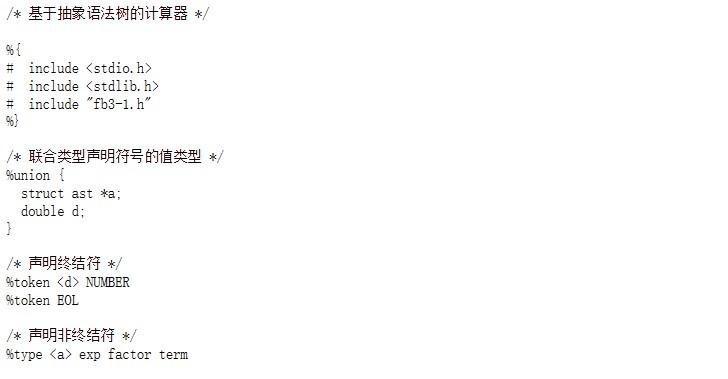 /* 基于抽象语法树的计算器 */
%{
#  include <stdio.h>
#  include <stdlib.h>
#  include "fb3-1.h"
%}
/* 联合类型声明符号的值类型 */
%union {
  struct ast *a;
  double d;
}
/* 声明终结符 */
%token <d> NUMBER
%token EOL
/* 声明非终结符 */
%type <a> exp factor term